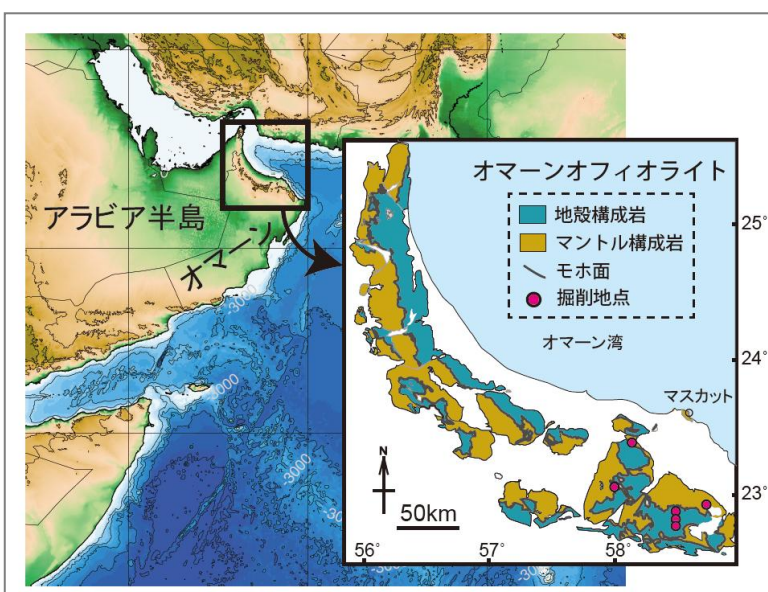 アラビア半島
オマーン
-3000
-3000
-3000
オマーンオフィオライト
地殻構成岩
マントル構成岩
モホ面
掘削地点
オマーン湾
マスカット
N
50km
25°
24°
23°
56°
57°
58°